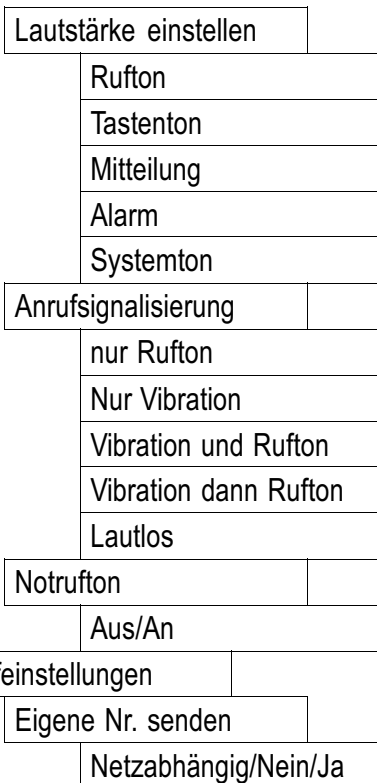 Lautstärke einstellen
Rufton
Tastenton
Mitteilung
Alarm
Systemton
Anrufsignalisierung
nur Rufton
Nur Vibration
Vibration und Rufton
Vibration dann Rufton
Lautlos
Notrufton
Aus/An
feinstellungen
Eigene Nr. senden
Netzabhängig/Nein/Ja